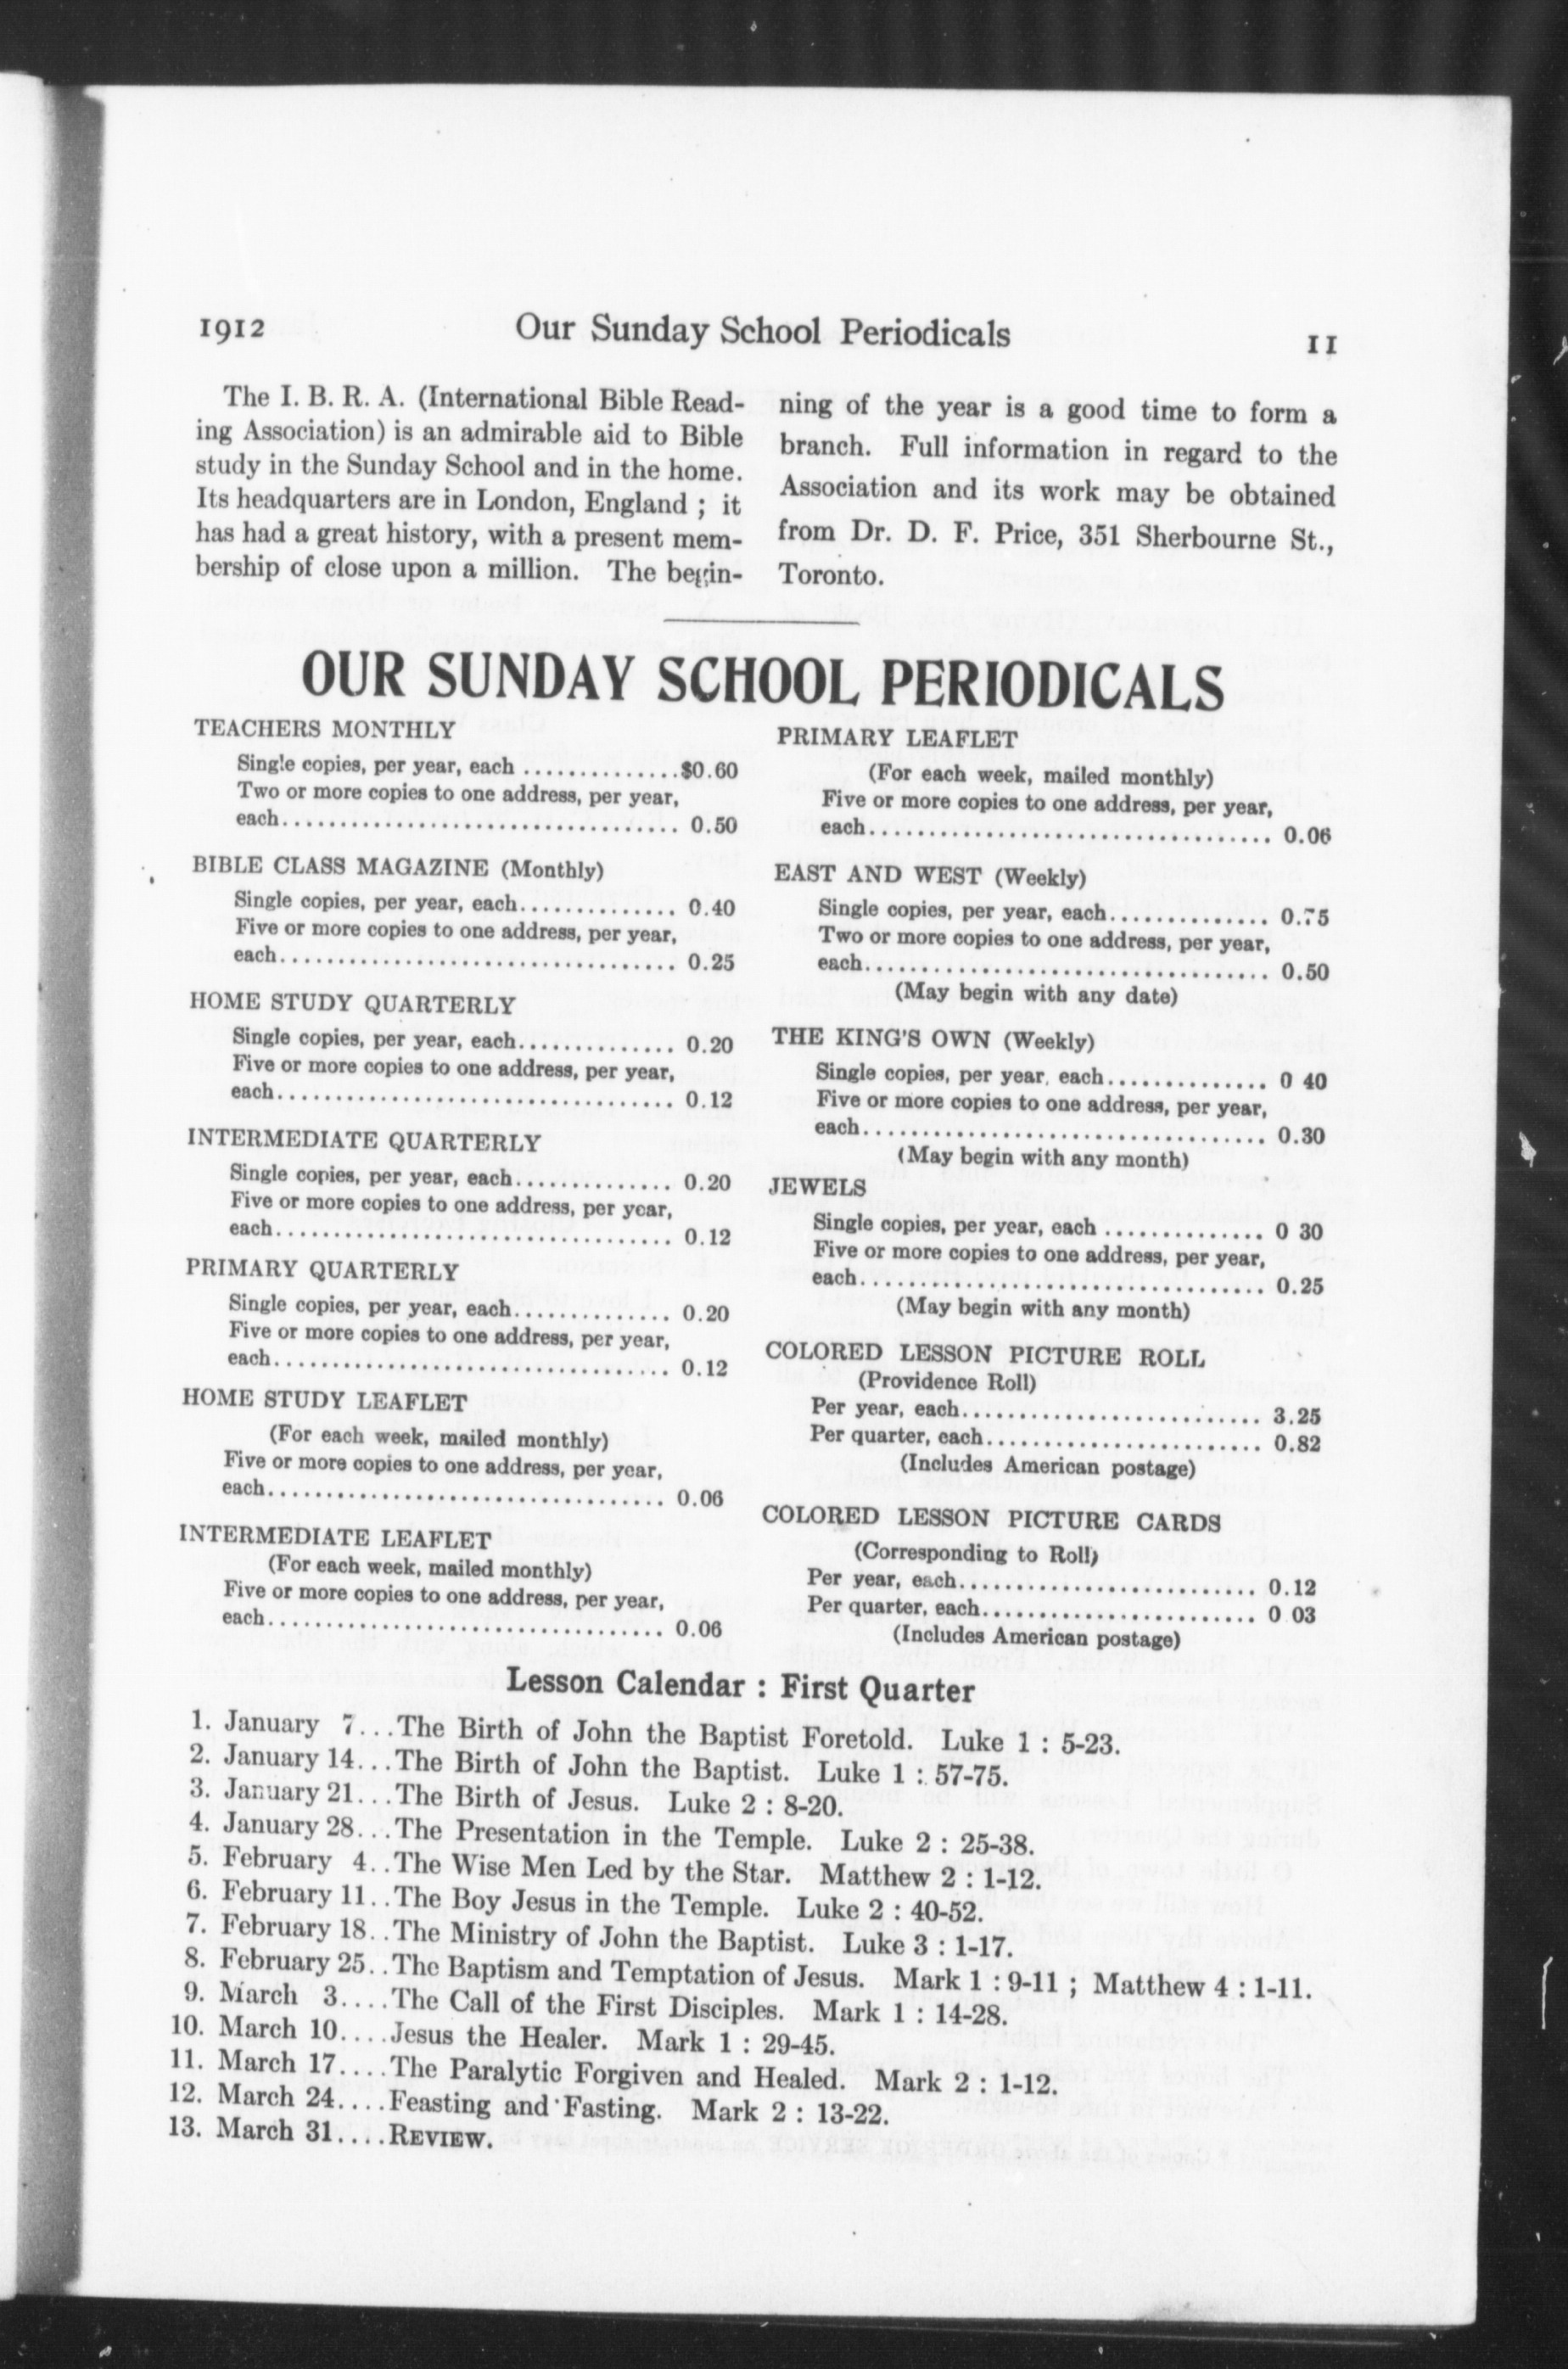 1912
Our Sunday School Periodicals
11
The I. B. R. A. (International Bible Read-
ing Association) is an admirable aid to Bible
study in the Sunday School and in the home.
Its headquarters are in London, England ; it
has had a great history, with a present mem-
bership of close upon a million. The begin-
ning of the year is a good time to form a
branch. Full information in regard to the
Association and its work may be obtained
from Dr. D. F. Price, 351 Sherbourne St.,
Toronto.
OUR SUNDAY SCHOOL PERIODICALS
TEACHERS MONTHLY
Single copies, per year, each ..............$0.60
Two or more copies to one address, per year,
each.................................. 0.50
BIBLE CLASS MAGAZINE (Monthly)
Single copies, per year, each.............. 0.40
Five or more copies to one address, per year,
each.................................. 0.25
HOME STUDY QUARTERLY
Single copies, per year, each.............. 0.20
Five or more copies to one address, per year,
each.................................. 0.12
INTERMEDIATE QUARTERLY
Single copies, per year, each.............. 0.20
Five or more copies to one address, per year,
each.................................. 0.12
PRIMARY QUARTERLY
Single copies, per year, each.............. 0.20
Five or more copies to one address, per year,
each.................................. 0.12
HOME STUDY LEAFLET
(For each week, mailed monthly)
Five or more copies to one address, per year,
each.................................. 0.06
INTERMEDIATE LEAFLET
(For each week, mailed monthly)
Five or more copies to one address, per year,
each.................................. 0.06
PRIMARY LEAFLET
(For each week, mailed monthly)
Five or more copies to one address, per year,
each.................................. 0.06
EAST AND WEST (Weekly)
Single copies, per year, each.............. 0.75
Two or more copies to one address, per year,
each.................................. 0.50
(May begin with any date)
THE KING'S OWN (Weekly)
Single copies, per year, each.............. 0 40
Five or more copies to one address, per year,
each.................................. 0.30
(May begin with any month)
JEWELS
Single copies, per year, each .............. 0 30
Five or more copies to one address, per year,
each.................................. 0.25
(May begin with any month)
COLORED LESSON PICTURE ROLL
(Providence Roll)
Per year, each.......................... 3.25
Per quarter, each........................ 0.82
(Includes American postage)
COLORED LESSON PICTURE CARDS
(Corresponding to Roll)
Per year, each.......................... 0.12
Per quarter, each........................ 0 03
(Includes American postage)
Lesson Calendar : First Quarter
1. January 7...The Birth of John the Baptist Foretold. Luke 1 : 5-23.
2. January 14...The Birth of John the Baptist. Luke 1 : 57-75.
3. January 21...The Birth of Jesus. Luke 2 : 8-20.
4. January 28...The Presentation in the Temple. Luke 2 : 25-38.
5. February 4..The Wise Men Led by the Star. Matthew 2 : 1-12.
6. February 11..The Boy Jesus in the Temple. Luke 2 : 40-52.
7. February 18..The Ministry of John the Baptist. Luke 3 : 1-17.
8. February 25..The Baptism and Temptation of Jesus. Mark 1 : 9-11 ; Matthew 4 : 1-11.
9. March 3....The Call of the First Disciples. Mark 1 : 14-28.
10. March 10....Jesus the Healer. Mark 1 : 29-45.
11. March 17....The Paralytic Forgiven and Healed. Mark 2 : 1-12.
12. March 24....Feasting and Fasting. Mark 2 : 13-22.
13. March 31....REVIEW.